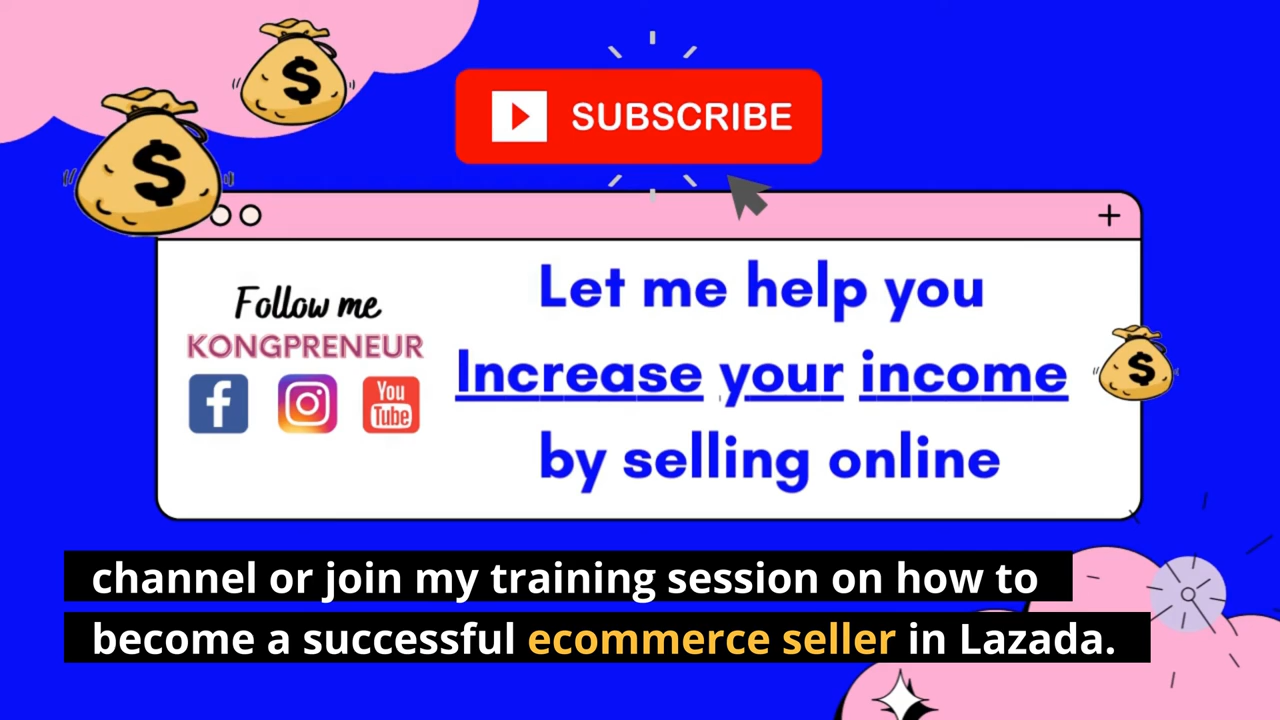 SUBSCRIBE
Follow me
KONGPRENEUR
You
Tube
Let me help you
Increase your income
by selling online
channel or join my training session on how to
become a successful ecommerce seller in Lazada.